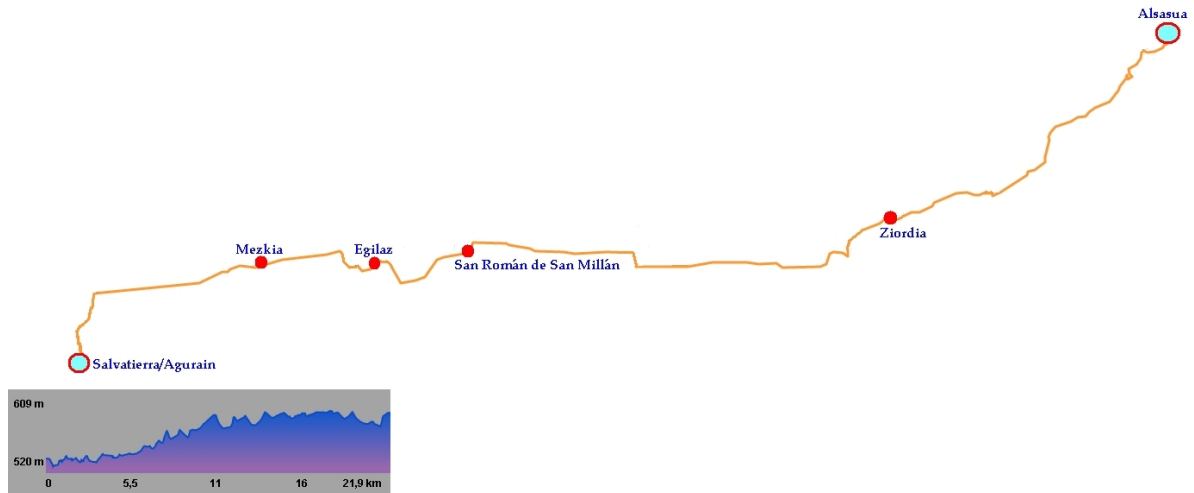 Alsasua
Ziordia
Mezkia
Egilaz
San Román de San Millán
Salvatierra/Agurain
609 m
520 m
0 5,5 11 16 21,9 km